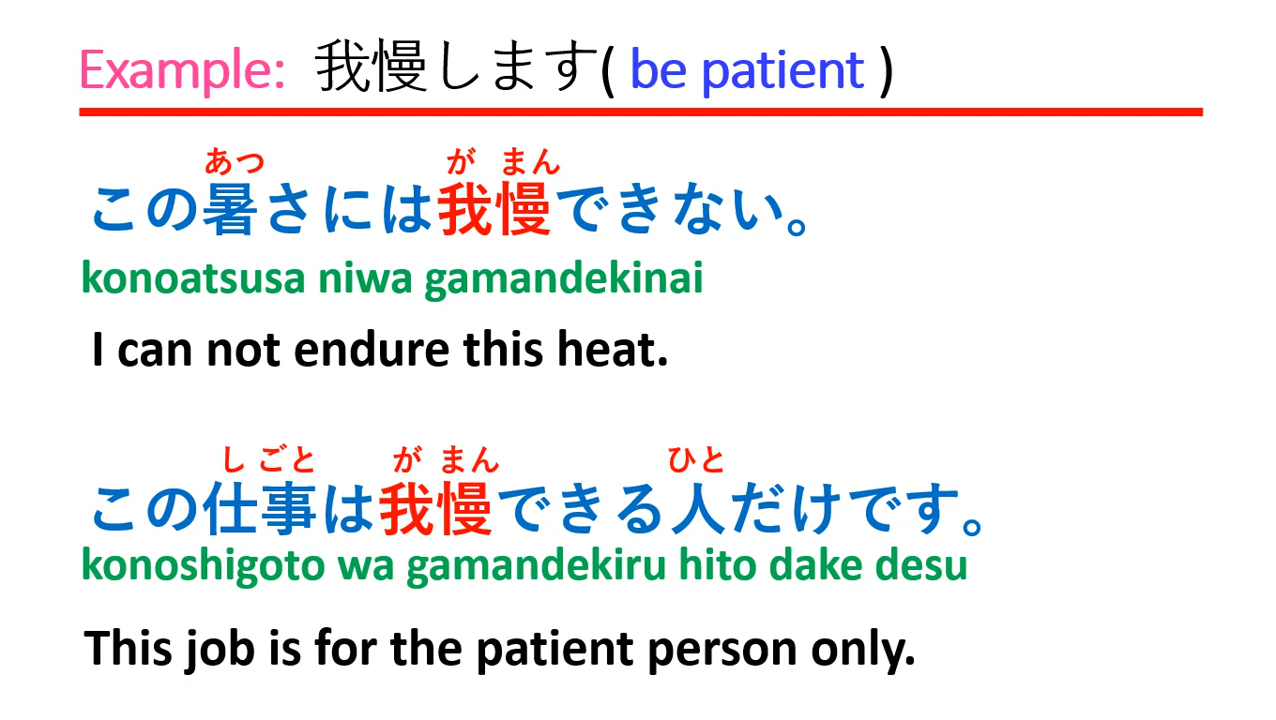 Example: 我慢します( be patient )
あつ が まん
この暑さには我慢できない。
konoatsusa niwa gamandekinai
I can not endure this heat.
し ごと が まん ひと
この仕事は我慢できる人だけです。
konoshigoto wa gamandekiru hito dake desu
This job is for the patient person only.